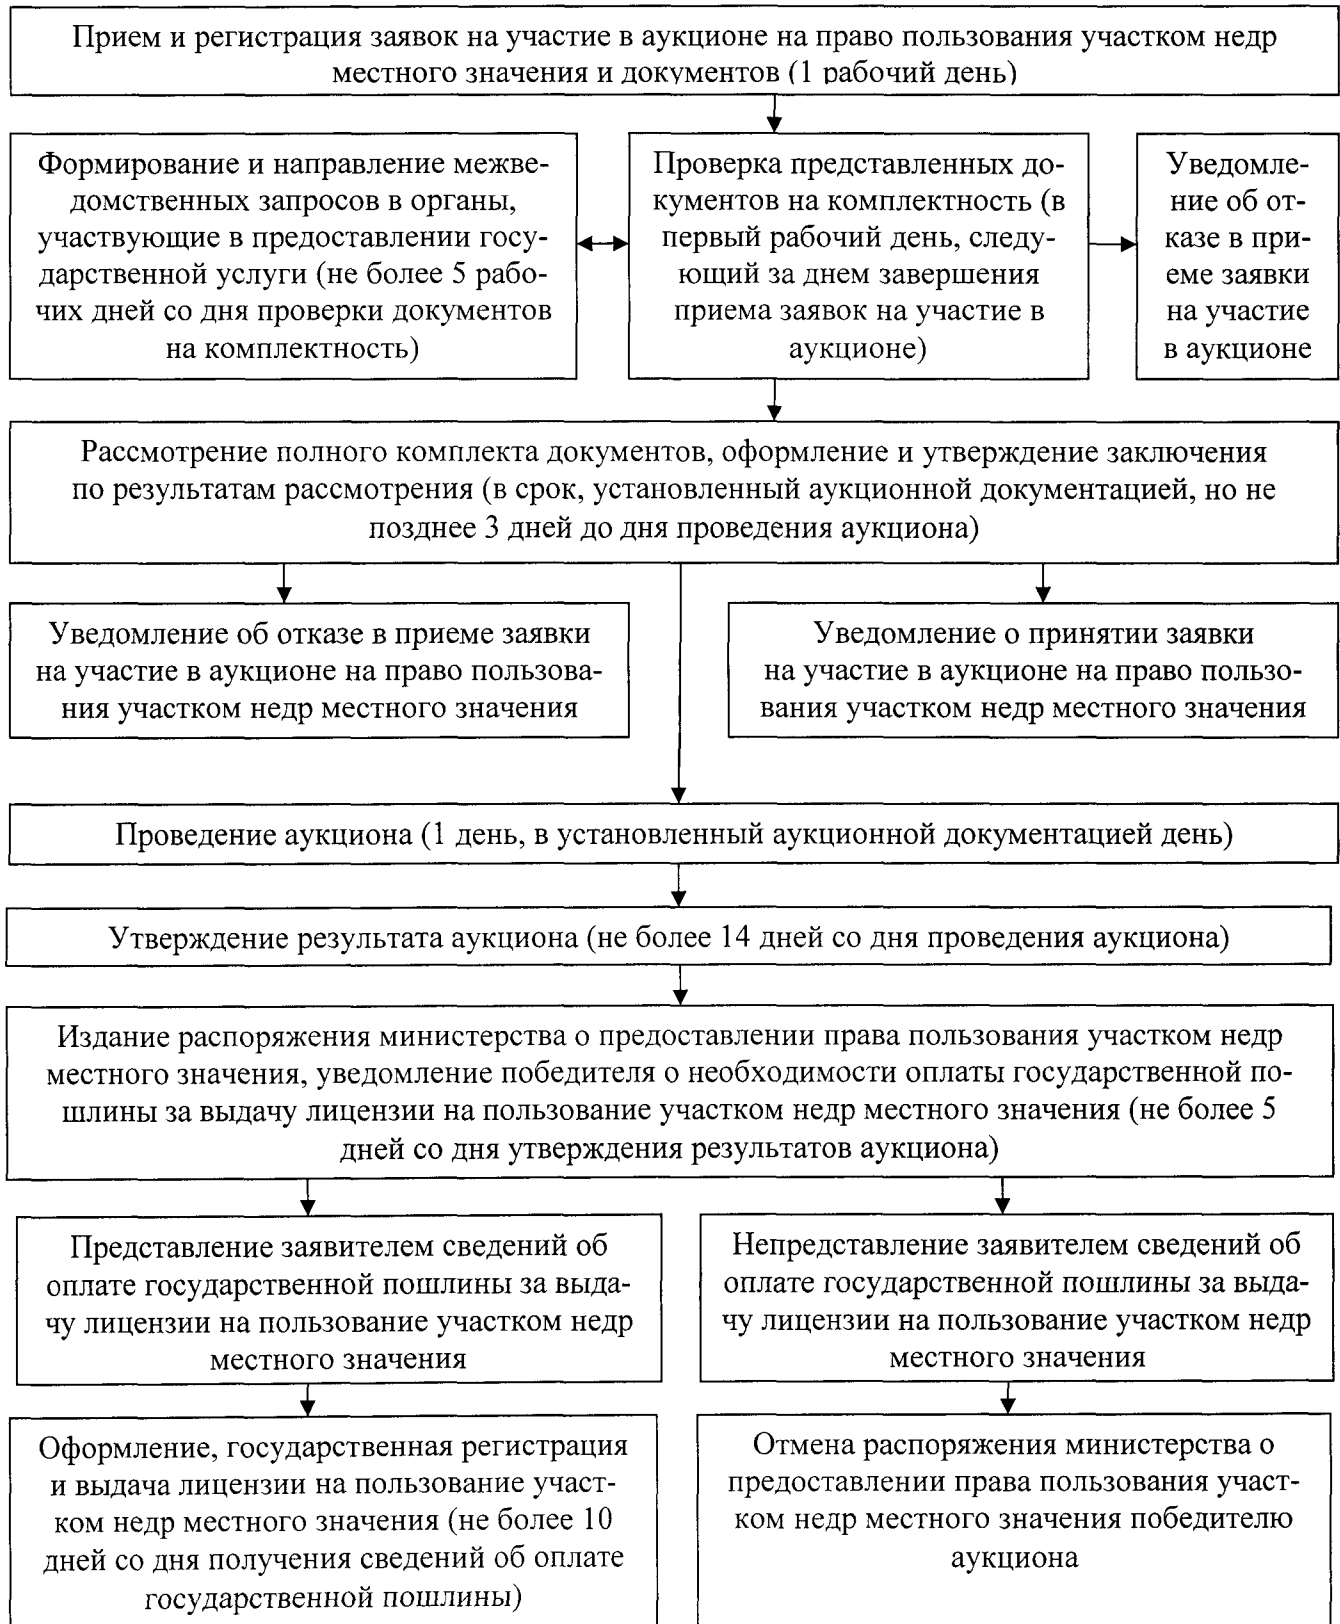 Прием и регистрация заявок на участие в аукционе на право пользования участком недр
местного значения и документов (1 рабочий день)
Формирование и направление межве-
домственных запросов в органы,
участвующие в предоставлении госу-
дарственной услуги (не более 5 рабо-
чих дней со дня проверки документов
на комплектность)
Проверка представленных до-
кументов на комплектность (в
первый рабочий день, следу-
ющий за днем завершения
приема заявок на участие в
аукционе)
Уведомле-
ние об от-
казе в при-
еме заявки
на участие
в аукционе
Рассмотрение полного комплекта документов, оформление и утверждение заключения
по результатам рассмотрения (в срок, установленный аукционной документацией, но не
позднее 3 дней до дня проведения аукциона)
Уведомление об отказе в приеме заявки
на участие в аукционе на право пользова-
ния участком недр местного значения
Уведомление о принятии заявки
на участие в аукционе на право пользо-
вания участком недр местного значения
Проведение аукциона (1 день, в установленный аукционной документацией день)
Утверждение результата аукциона (не более 14 дней со дня проведения аукциона)
Издание распоряжения министерства о предоставлении права пользования участком недр
местного значения, уведомление победителя о необходимости оплаты государственной по-
шлины за выдачу лицензии на пользование участком недр местного значения (не более 5
дней со дня утверждения результатов аукциона)
Представление заявителем сведений об
оплате государственной пошлины за выда-
чу лицензии на пользование участком недр
местного значения
Непредставление заявителем сведений об
оплате государственной пошлины за выда-
чу лицензии на пользование участком недр
местного значения
Оформление, государственная регистрация
и выдача лицензии на пользование участ-
ком недр местного значения (не более 10
дней со дня получения сведений об оплате
государственной пошлины)
Отмена распоряжения министерства о
предоставлении права пользования участ-
ком недр местного значения победителю
аукциона